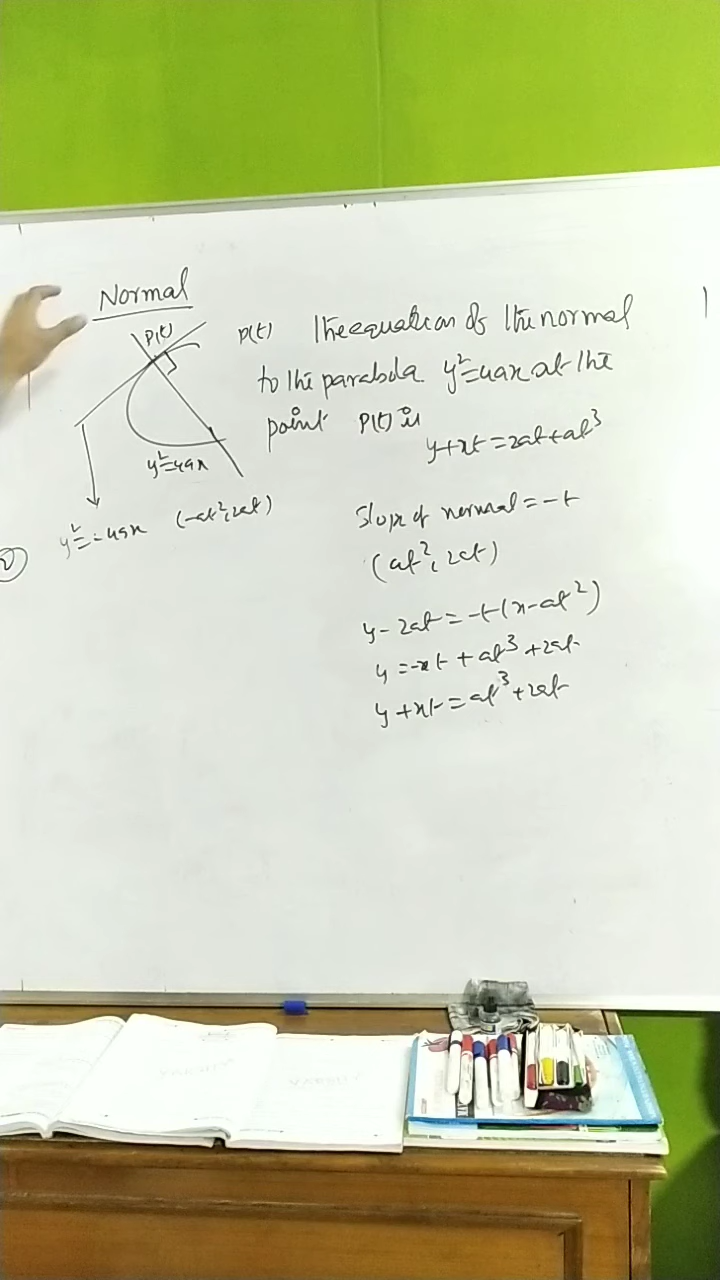 Normal
P(t)
y²=4ax
y²=-4ax (-at², 2at)
2
P(t) The equation of the normal
to the parabola y²=4ax at the
point P(t) is
y+xt=2at+at³
Slope of normal = -t
(at², 2at)
y-2at=-t(x-at²)
y=-xt+at³+2at
y+xt=at³+2at